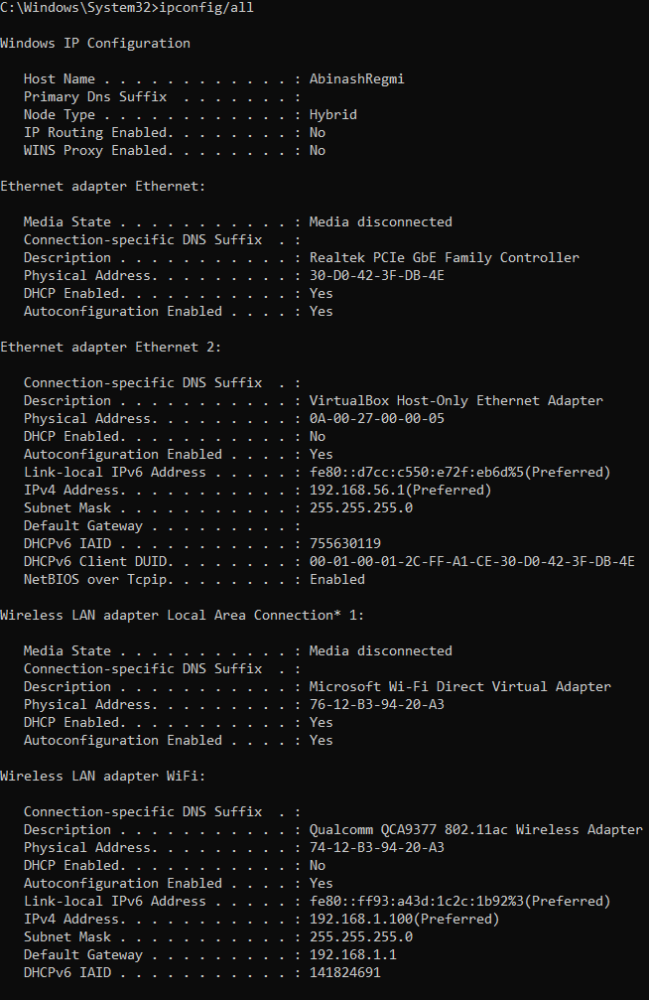 C:\Windows\System32>ipconfig/all
Windows IP Configuration
Host Name . . . . . . . . . . . . : AbinashRegmi
Primary Dns Suffix  . . . . . . . :
Node Type . . . . . . . . . . . . : Hybrid
IP Routing Enabled. . . . . . . . : No
WINS Proxy Enabled. . . . . . . . : No
Ethernet adapter Ethernet:
Media State . . . . . . . . . . . : Media disconnected
Connection-specific DNS Suffix  . :
Description . . . . . . . . . . . : Realtek PCIe GbE Family Controller
Physical Address. . . . . . . . . : 30-D0-42-3F-DB-4E
DHCP Enabled. . . . . . . . . . . : Yes
Autoconfiguration Enabled . . . . : Yes
Ethernet adapter Ethernet 2:
Connection-specific DNS Suffix  . :
Description . . . . . . . . . . . : VirtualBox Host-Only Ethernet Adapter
Physical Address. . . . . . . . . : 0A-00-27-00-00-05
DHCP Enabled. . . . . . . . . . . : No
Autoconfiguration Enabled . . . . : Yes
Link-local IPv6 Address . . . . . : fe80::d7cc:c550:e72f:eb6d%5(Preferred)
IPv4 Address. . . . . . . . . . . : 192.168.56.1(Preferred)
Subnet Mask . . . . . . . . . . . : 255.255.255.0
Default Gateway . . . . . . . . . :
DHCPv6 IAID . . . . . . . . . . . : 755630119
DHCPv6 Client DUID. . . . . . . . : 00-01-00-01-2C-FF-A1-CE-30-D0-42-3F-DB-4E
NetBIOS over Tcpip. . . . . . . . : Enabled
Wireless LAN adapter Local Area Connection* 1:
Media State . . . . . . . . . . . : Media disconnected
Connection-specific DNS Suffix  . :
Description . . . . . . . . . . . : Microsoft Wi-Fi Direct Virtual Adapter
Physical Address. . . . . . . . . : 76-12-B3-94-20-A3
DHCP Enabled. . . . . . . . . . . : Yes
Autoconfiguration Enabled . . . . : Yes
Wireless LAN adapter WiFi:
Connection-specific DNS Suffix  . :
Description . . . . . . . . . . . : Qualcomm QCA9377 802.11ac Wireless Adapter
Physical Address. . . . . . . . . : 74-12-B3-94-20-A3
DHCP Enabled. . . . . . . . . . . : No
Autoconfiguration Enabled . . . . : Yes
Link-local IPv6 Address . . . . . : fe80::ff93:a43d:1c2c:1b92%3(Preferred)
IPv4 Address. . . . . . . . . . . : 192.168.1.100(Preferred)
Subnet Mask . . . . . . . . . . . : 255.255.255.0
Default Gateway . . . . . . . . . : 192.168.1.1
DHCPv6 IAID . . . . . . . . . . . : 141824691